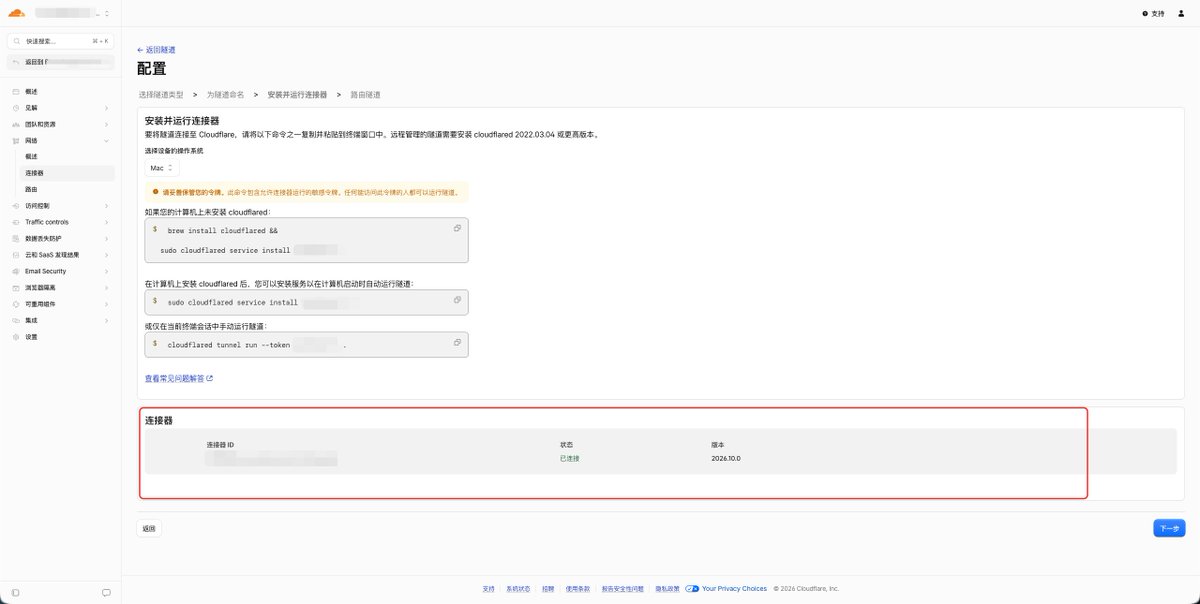 支持
快速搜索... ⌘ + K
返回到
概述
见解
团队和资源
网络
概述
连接器
路由
访问控制
Traffic controls
数据丢失防护
云和 SaaS 发现结果
Email Security
浏览器隔离
可重用组件
集成
设置
← 返回隧道
配置
选择隧道类型 > 为隧道命名 > 安装并运行连接器 > 路由隧道
安装并运行连接器
要将隧道连接至 Cloudflare，请将以下命令之一复制并粘贴到终端窗口中。远程管理的隧道需要安装 cloudflared 2022.03.04 或更高版本。
选择设备的操作系统
Mac
请妥善保管您的令牌。此命令包含允许连接器运行的敏感令牌。任何能访问此令牌的人都可以运行隧道。
如果您的计算机上未安装 cloudflared：
$ brew install cloudflared &&
sudo cloudflared service install
在计算机上安装 cloudflared 后，您可以安装服务以在计算机启动时自动运行隧道：
$ sudo cloudflared service install
或仅在当前终端会话中手动运行隧道：
$ cloudflared tunnel run --token
查看常见问题解答
连接器
连接器 ID 状态 版本
已连接 2026.10.0
返回 下一步
支持 系统状态 招聘 使用条款 报告安全性问题 隐私政策 Your Privacy Choices © 2026 Cloudflare, Inc.